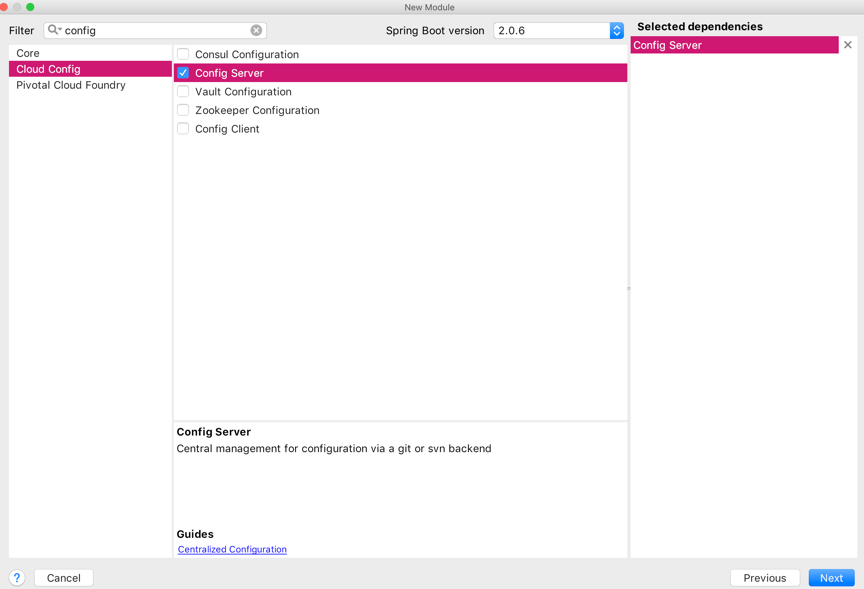 New Module
Filter
config
Spring Boot version
2.0.6
Selected dependencies
Core
Cloud Config
Pivotal Cloud Foundry
Consul Configuration
Config Server
Vault Configuration
Zookeeper Configuration
Config Client
Config Server
Config Server
Central management for configuration via a git or svn backend
Guides
Centralized Configuration
?
Cancel
Previous
Next